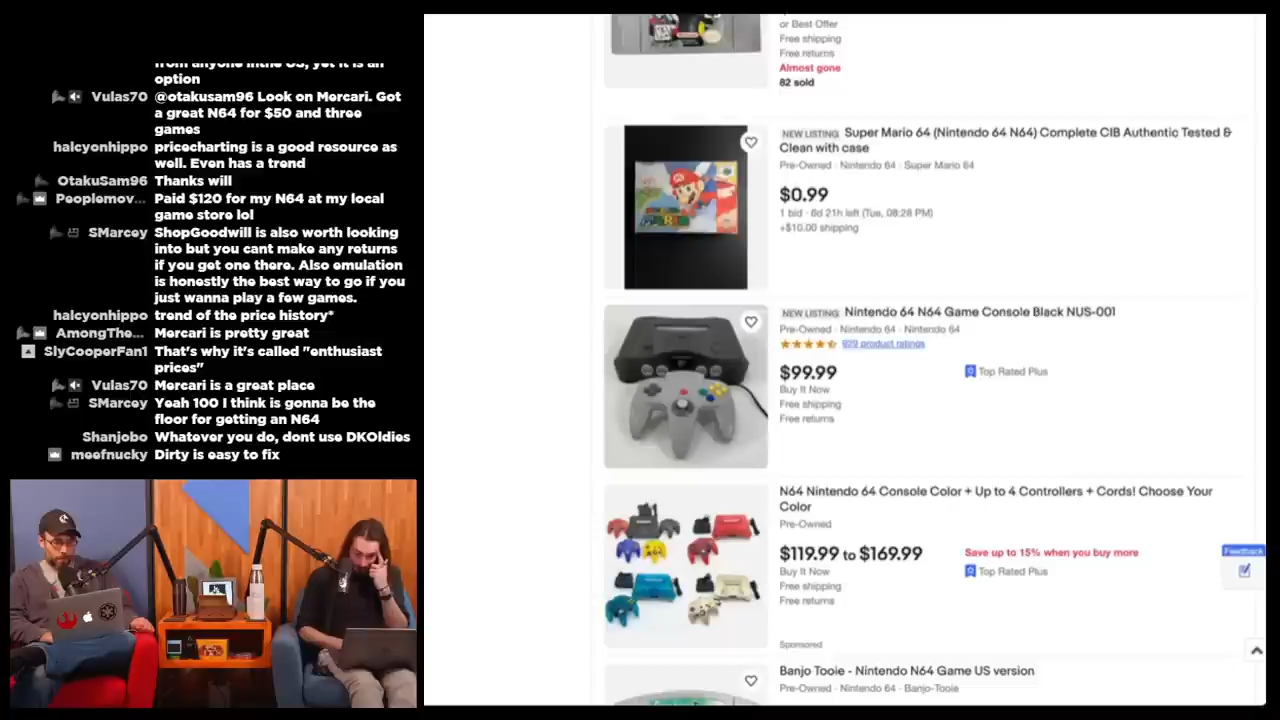 from anyone inthe US, yet it is an
option
Vulas70 @otakusam96 Look on Mercari. Got
a great N64 for $50 and three
games
halcyonhippo pricecharting is a good resource as
well. Even has a trend
OtakuSam96 Thanks will
Paid $120 for my N64 at my local
game store lol
Shopgoodwill is also worth looking
into but you cant make any returns
if you get one there. Also emulation
is honestly the best way to go if you
just wanna play a few games.
halcyonhippo trend of the price history*
AmongThe... Mercari is pretty great
That's why it's called "enthusiast
prices"
Vulas70 Mercari is a great place
Yeah 100 I think is gonna be the
floor for getting an N64
Shanpoo Whatever you do, dont use DKOldies
meefnucky Dirty is easy to fix
or Best Offer
Free shipping
Free returns
Almost gone
82 sold
NEW LISTING Super Mario 64 (Nintendo 64 N64) Complete CIB Authentic Tested &
Clean with case
Pre-Owned · Nintendo 64 · Super Mario 64
$0.99
1 bid · 6d 21h left (Tue, 08:28 PM)
+$10.00 shipping
NEW LISTING Nintendo 64 N64 Game Console Black NUS-001
Pre-Owned · Nintendo 64 · Nintendo 64
939 product ratings
$99.99
Top Rated Plus
Buy It Now
Free shipping
Free returns
N64 Nintendo 64 Console Color + Up to 4 Controllers + Cords! Choose Your
Color
Pre-Owned
$119.99 to $169.99
Save up to 15% when you buy more
Buy It Now
Top Rated Plus
Free shipping
Free returns
Feedback
Sponsored
Banjo Tooie - Nintendo N64 Game US version
Pre-Owned · Nintendo 64 · Banjo-Tooie